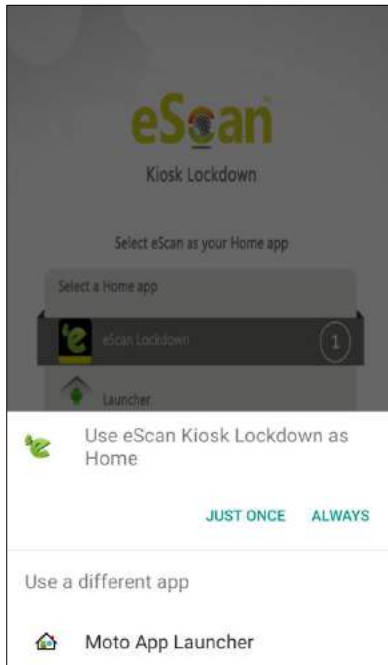 eScan
Kiosk Lockdown
Select eScan as your Home app
Select a Home app
eScan Lockdown
1
Launcher
Use eScan Kiosk Lockdown as
Home
JUST ONCE ALWAYS
Use a different app
Moto App Launcher